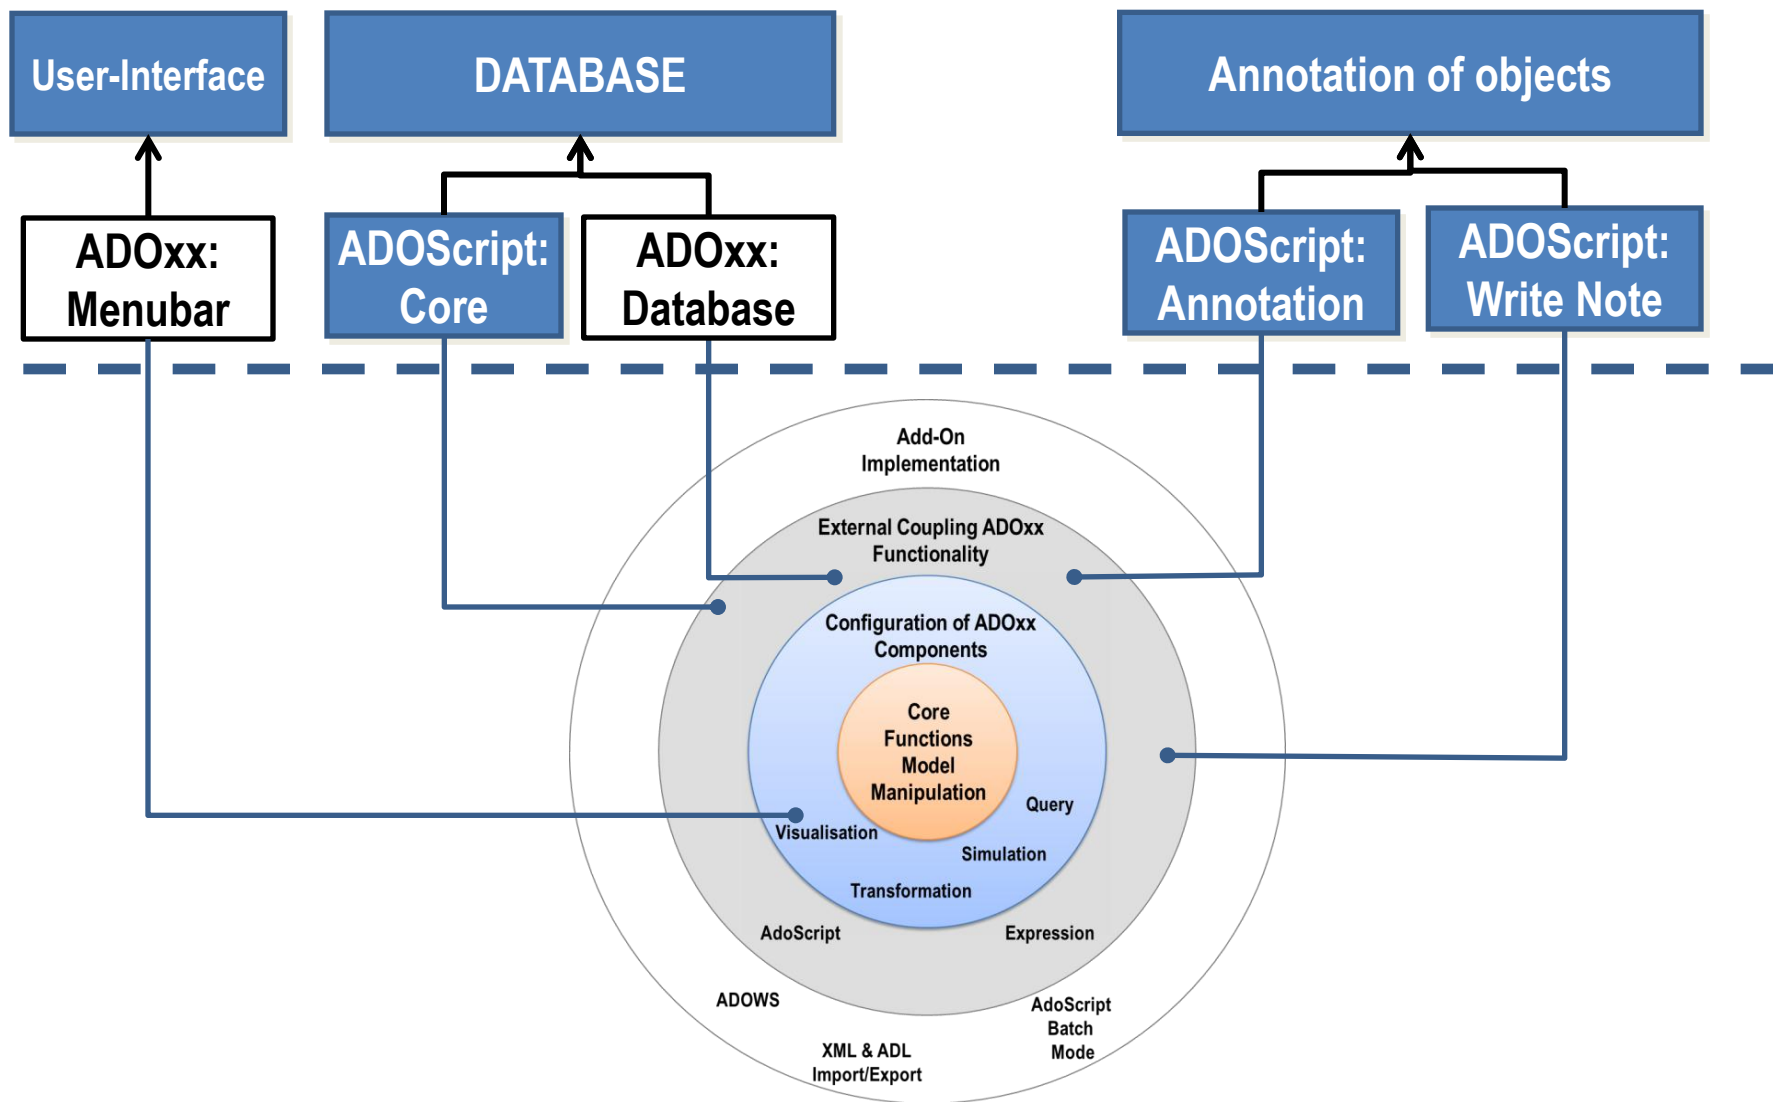 User-Interface
DATABASE
Annotation of objects
ADOxx:
Menubar
ADOScript:
Core
ADOxx:
Database
ADOScript:
Annotation
ADOScript:
Write Note
Add-On
Implementation
External Coupling ADOxx
Functionality
Configuration of ADOxx
Components
Core
Functions
Model
Manipulation
Query
Visualisation
Simulation
Transformation
AdoScript
Expression
ADOWS
AdoScript
Batch
Mode
XML & ADL
Import/Export